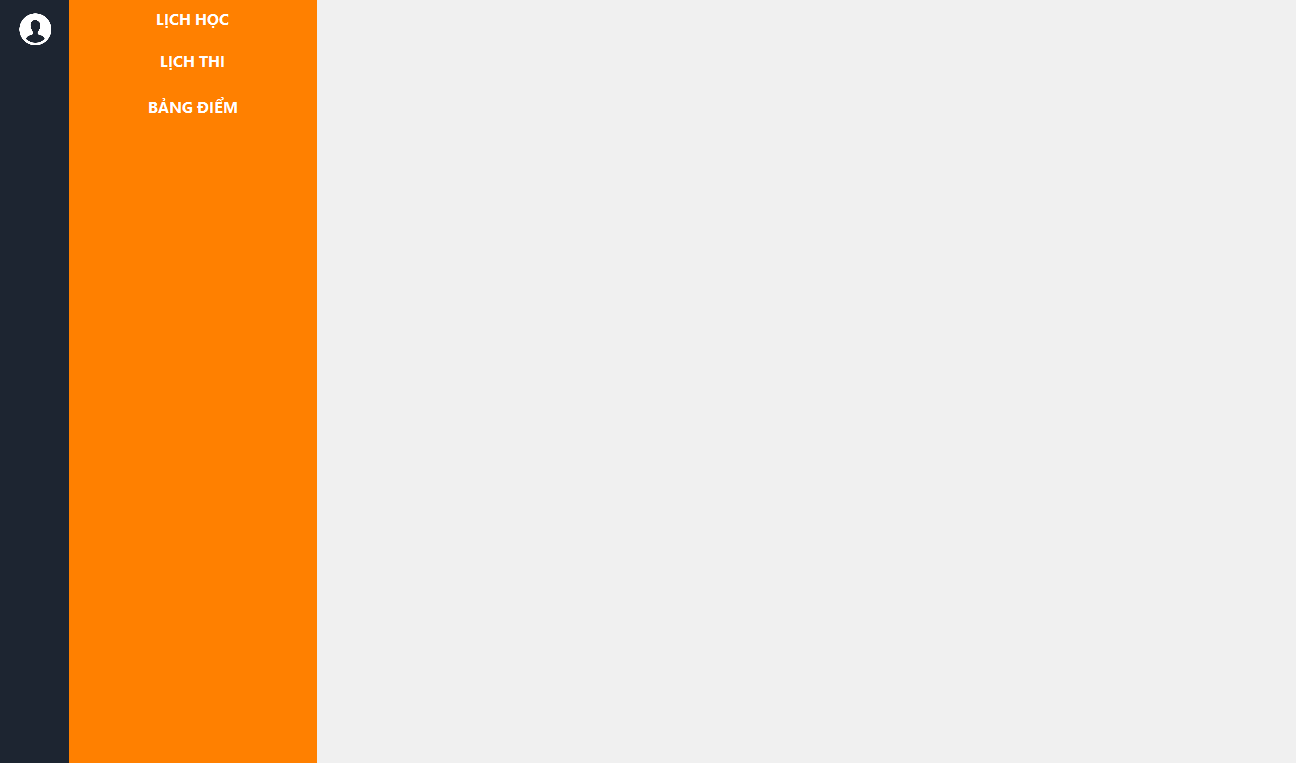 LỊCH HỌC
LỊCH THI
BẢNG ĐIỂM